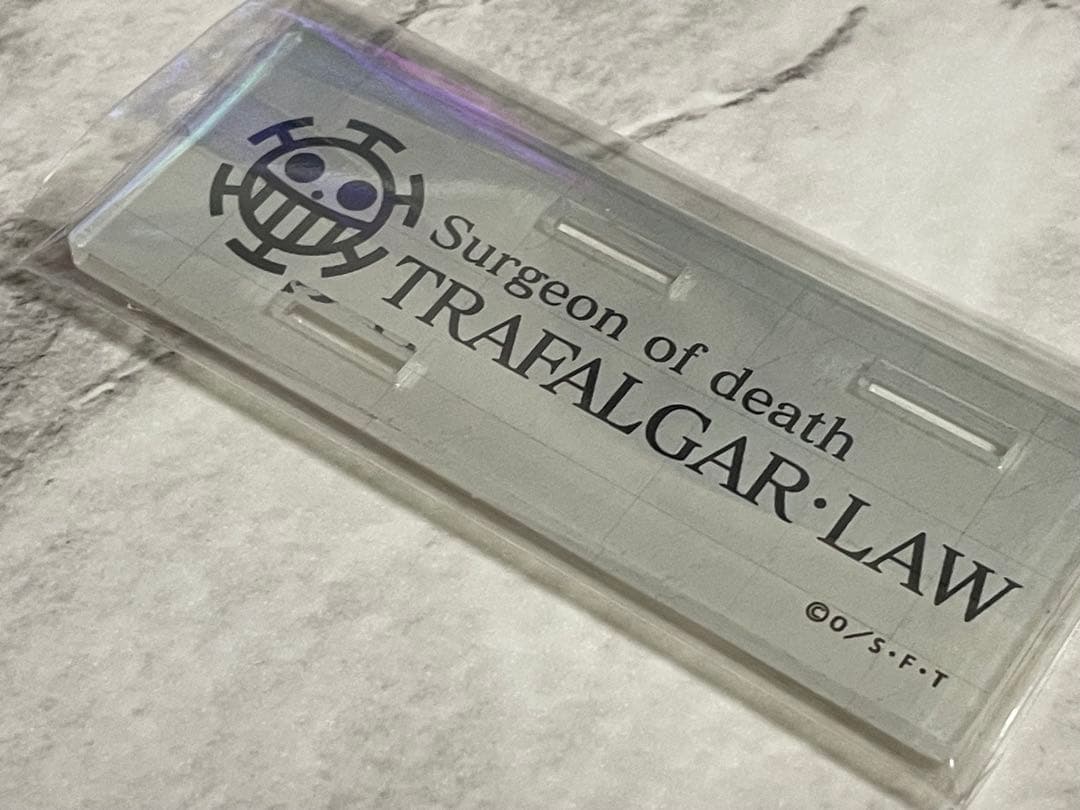 Surgeon of death
TRAFALGAR・LAW
©O/S・F・T